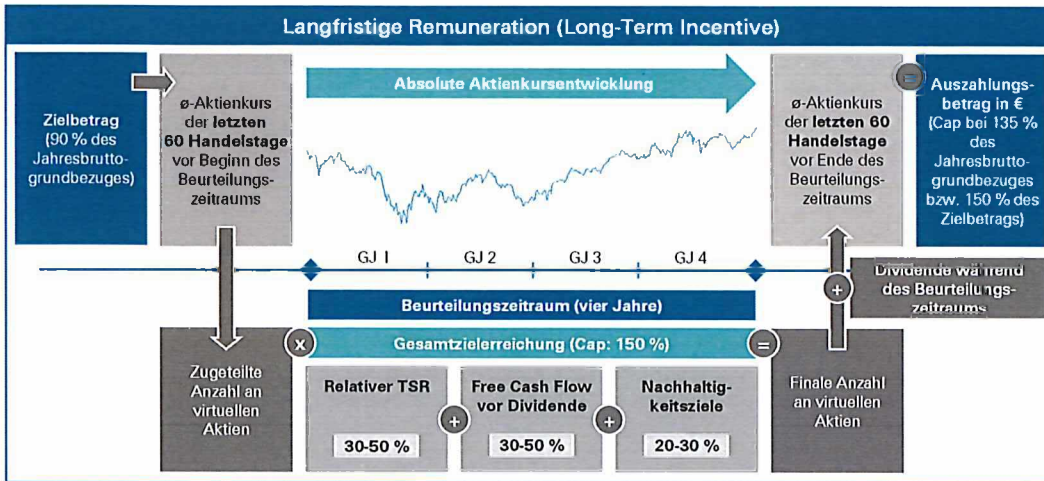 Langfristige Remuneration (Long-Term Incentive)
Zielbetrag
(90 % des
Jahresbrutto-
grundbezuges)
ø-Aktienkurs
der letzten
60 Handelstage
vor Beginn des
Beurteilungs-
zeitraums
Absolute Aktienkursentwicklung
ø-Aktienkurs
der letzten 60
Handelstage
vor Ende des
Beurteilungs-
zeitraums
=
Auszahlungs-
betrag in €
(Cap bei 135 %
des
Jahresbrutto-
grundbezuges
bzw. 150 % des
Zielbetrags)
GJ 1 GJ 2 GJ 3 GJ 4
+
Dividende während
des Beurteilungs-
zeitraums
Beurteilungszeitraum (vier Jahre)
x
Gesamtzielerreichung (Cap: 150 %)
=
Zugeteilte
Anzahl an
virtuellen
Aktien
Relativer TSR
30-50 %
+
Free Cash Flow
vor Dividende
30-50 %
+
Nachhaltig-
keitsziele
20-30 %
Finale Anzahl
an virtuellen
Aktien